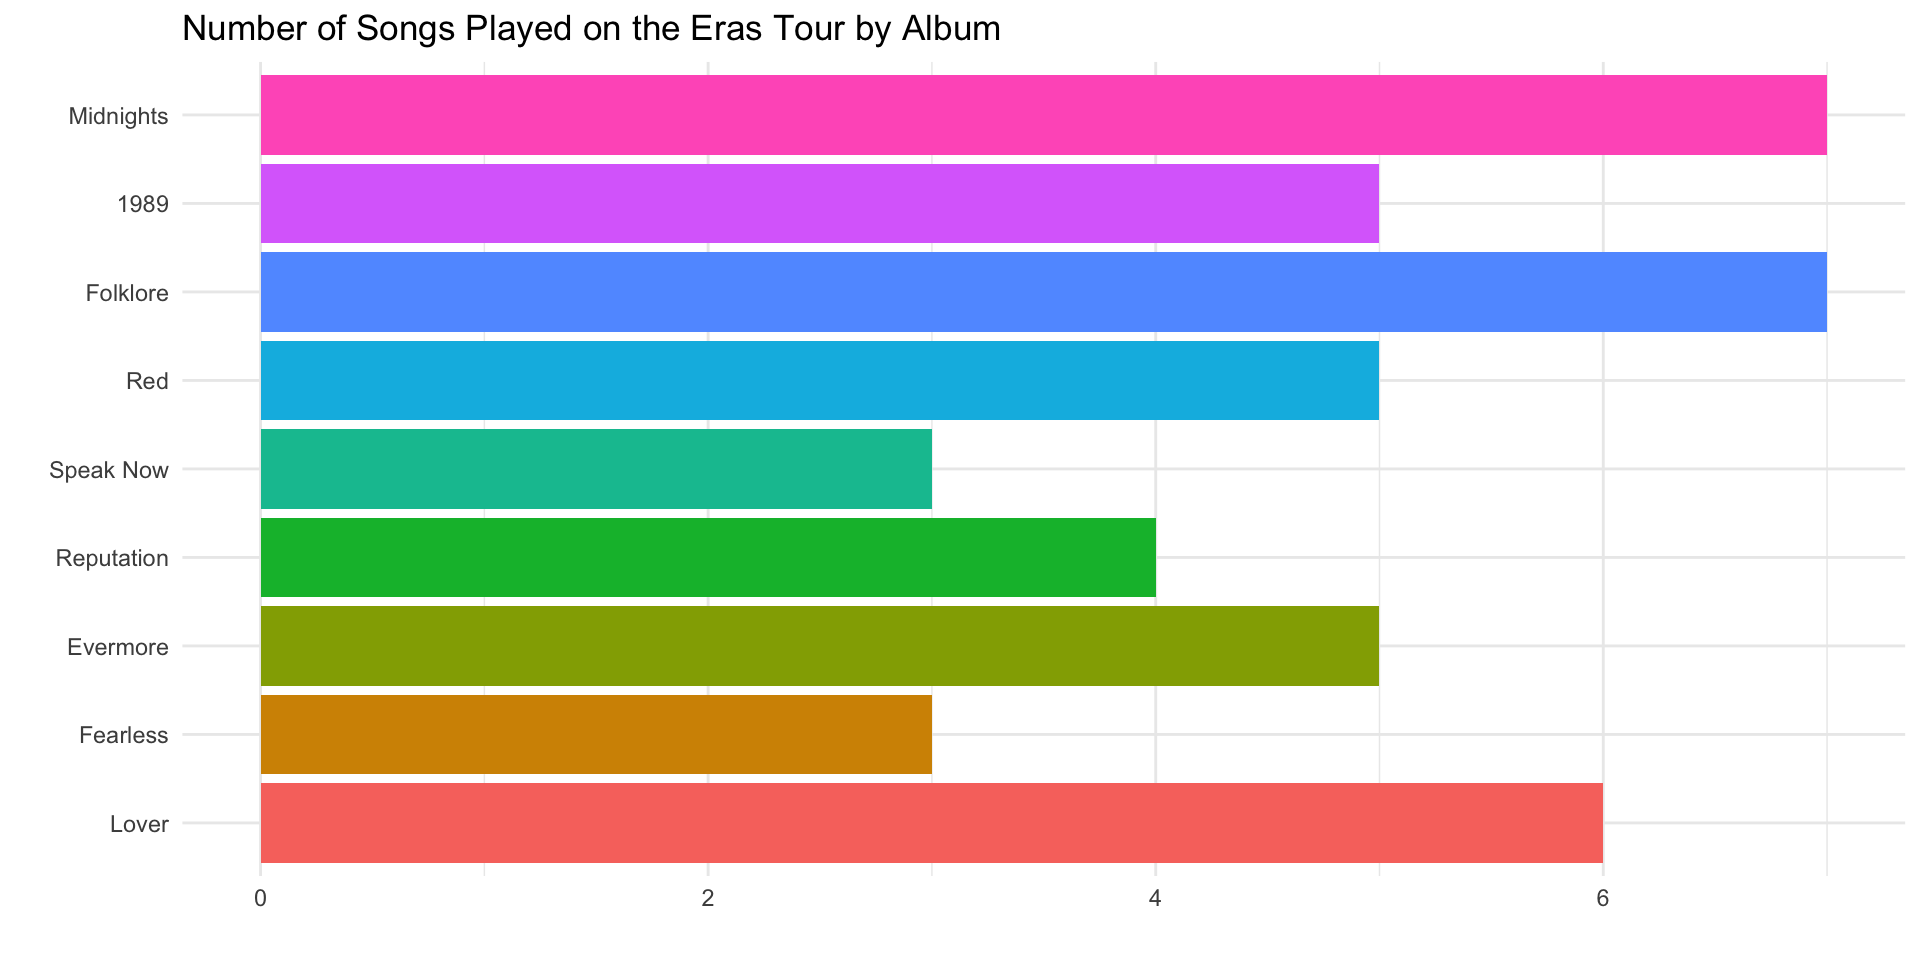 Number of Songs Played on the Eras Tour by Album
Midnights
1989
Folklore
Red
Speak Now
Reputation
Evermore
Fearless
Lover
0 2 4 6